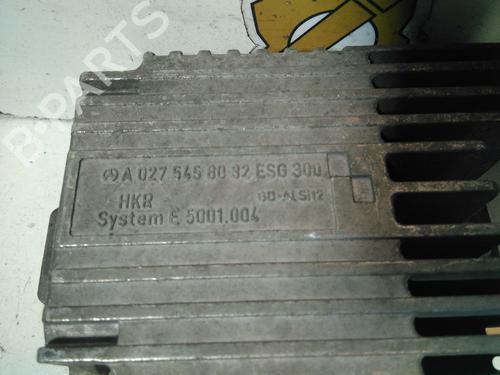 A 027 545 80 32 ESG 300
HKR GD-ALSi12
System E 5001.004
B-PARTS